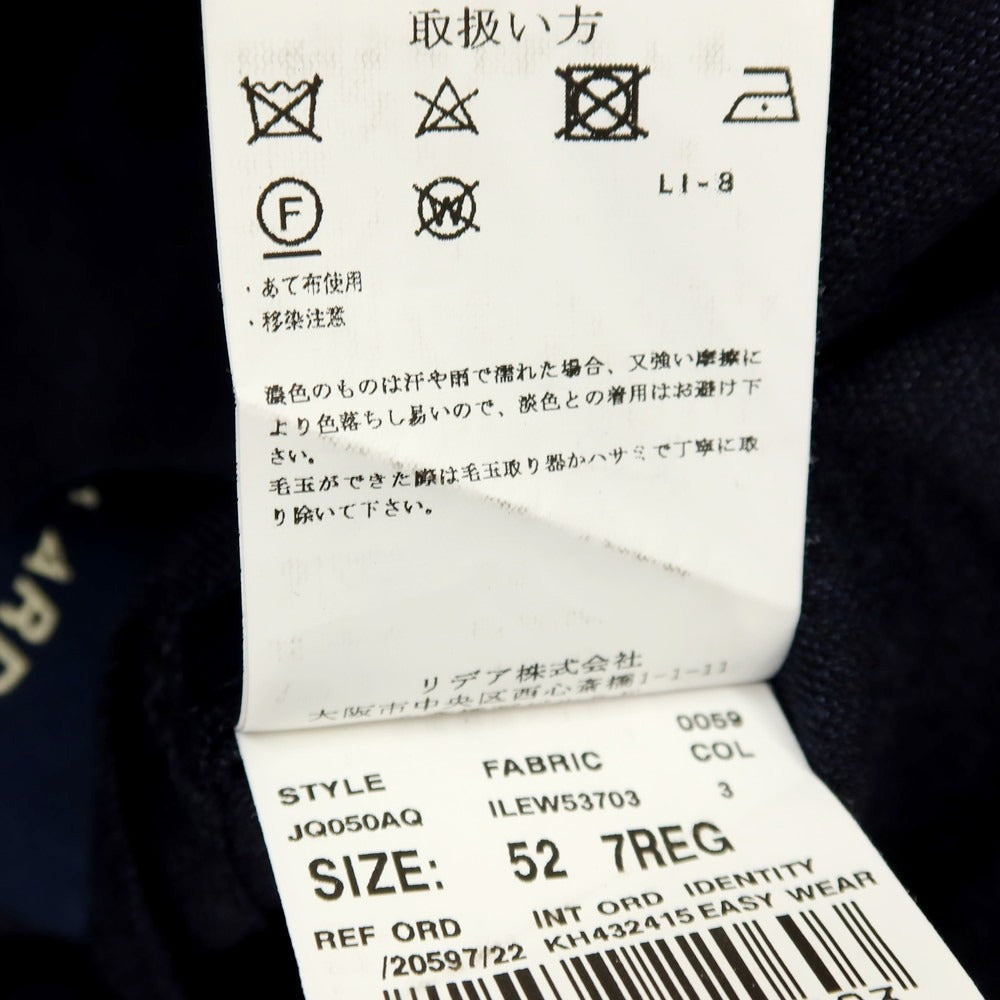 取扱い方
LI-8
F
W
・あて布使用
・移染注意
濃色のものは汗や雨で濡れた場合、又強い摩擦に
より色落ちし易いので、淡色との着用はお避け下
さい。
毛玉ができた際は毛玉取り器かハサミで丁寧に取
り除いて下さい。
リデア株式会社
大阪市中央区西心斎橋1-1-11
0059
STYLE FABRIC COL
JQ050AQ ILEW53703 3
SIZE: 52 7REG
REF ORD INT ORD IDENTITY
/20597/22 KH432415 EASY WEAR